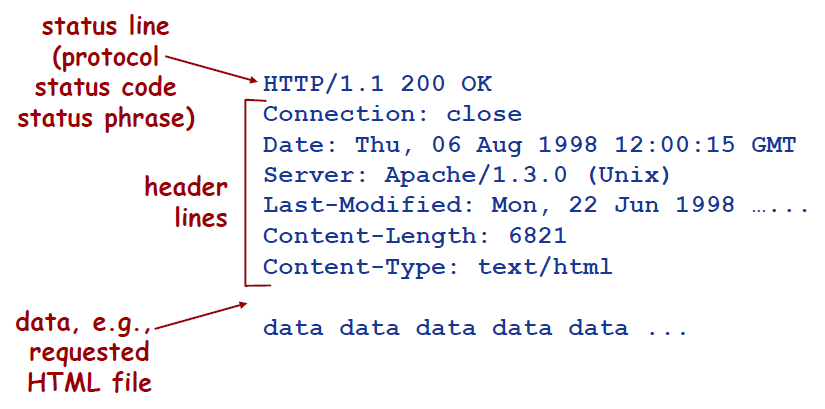 status line
(protocol
status code
status phrase)
HTTP/1.1 200 OK
Connection: close
Date: Thu, 06 Aug 1998 12:00:15 GMT
Server: Apache/1.3.0 (Unix)
header
lines
Last-Modified: Mon, 22 Jun 1998 …...
Content-Length: 6821
Content-Type: text/html
data, e.g.,
requested
HTML file
data data data data data ...